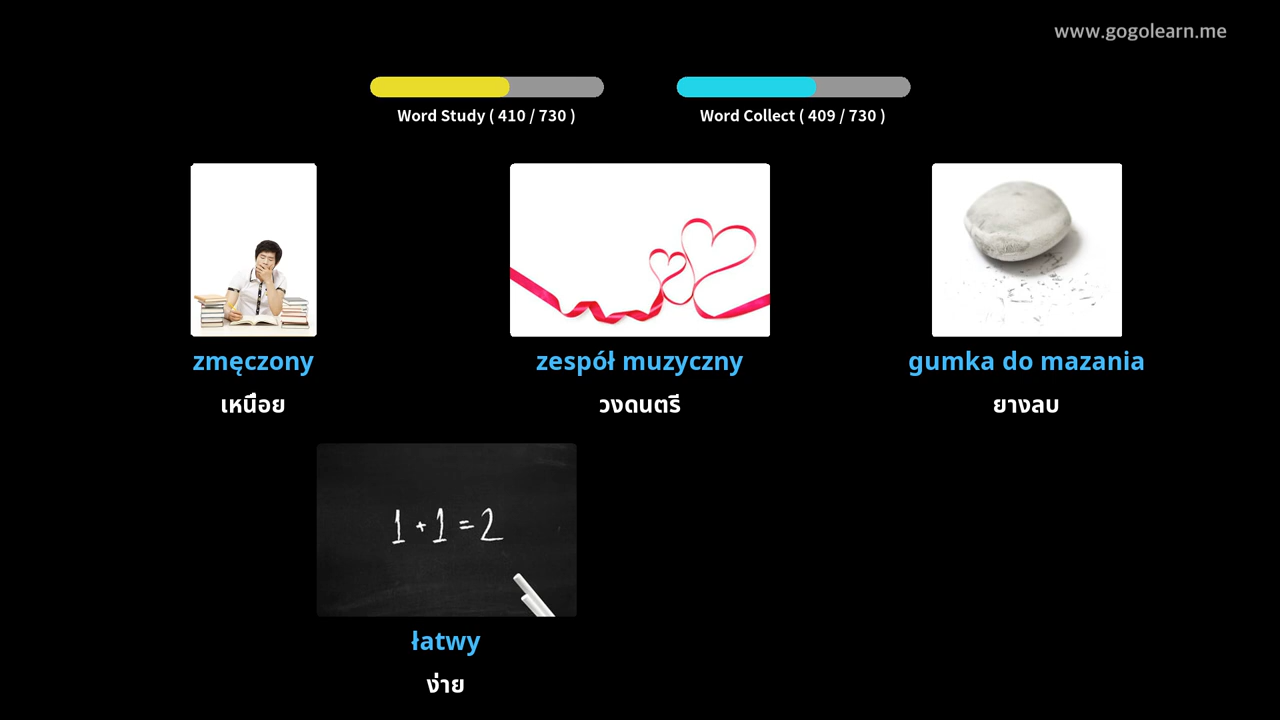 www.gogolearn.me
Word Study ( 410 / 730 )
Word Collect ( 409 / 730 )
zmęczony
เหนื่อย
zespół muzyczny
วงดนตรี
gumka do mazania
ยางลบ
1 + 1 = 2
łatwy
ง่าย